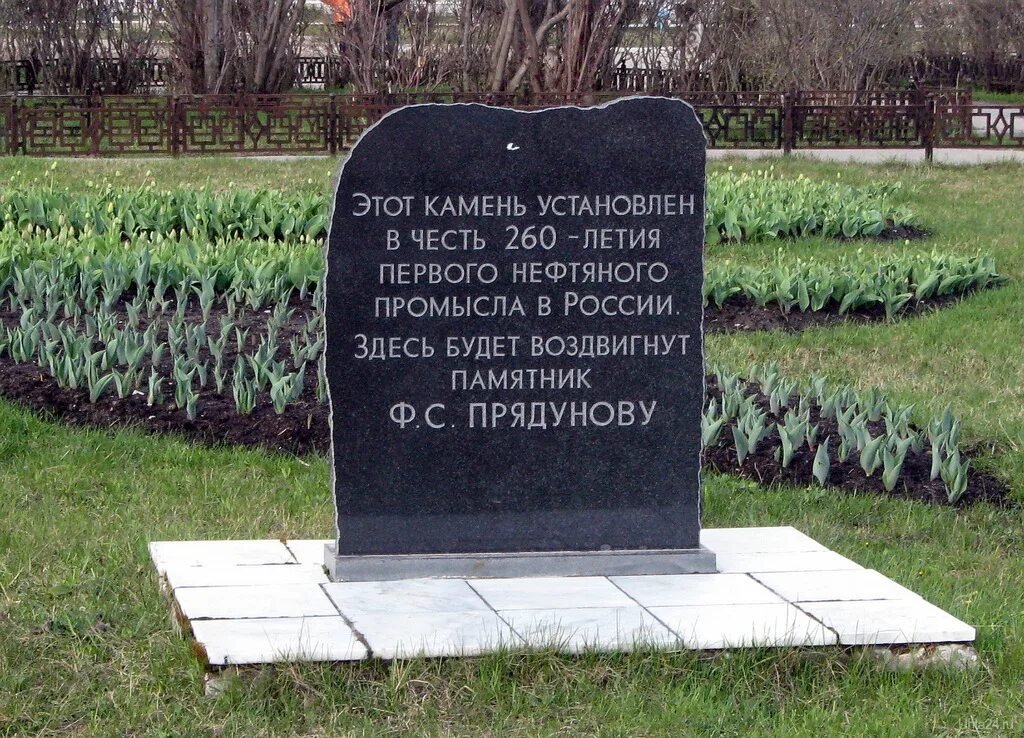 Этот камень установлен
в честь 260 -летия
первого нефтяного
промысла в России.
Здесь будет воздвигнут
памятник
Ф.С. Прядунову